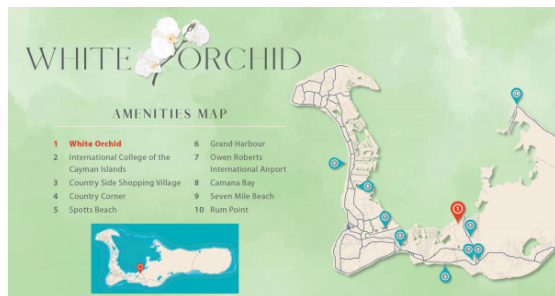 WHITE ORCHID
AMENITIES MAP
1 White Orchid
2 International College of the
Cayman Islands
3 Country Side Shopping Village
4 Country Corner
5 Spotts Beach
6 Grand Harbour
7 Owen Roberts
International Airport
8 Camana Bay
9 Seven Mile Beach
10 Rum Point
1